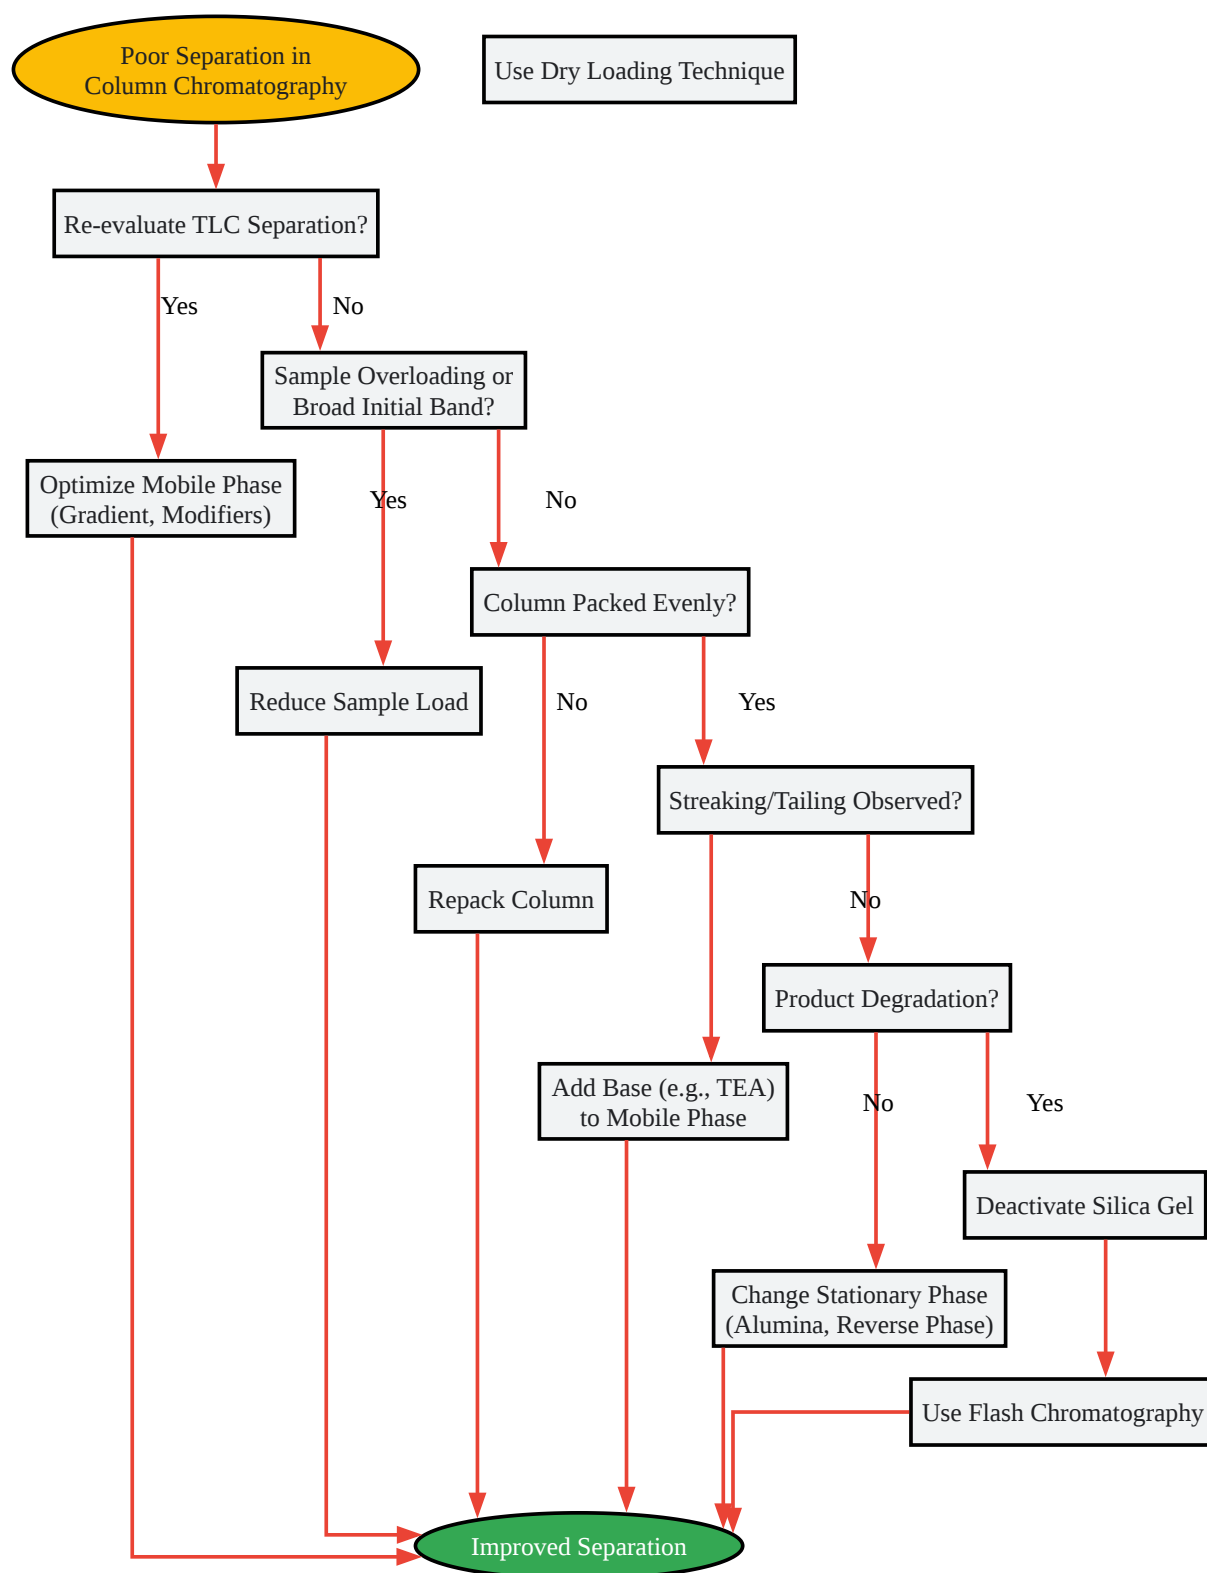 Poor Separation in
Column Chromatography
Use Dry Loading Technique
Re-evaluate TLC Separation?
Yes
No
Sample Overloading or
Broad Initial Band?
Optimize Mobile Phase
(Gradient, Modifiers)
Yes
No
Column Packed Evenly?
Reduce Sample Load
No
Yes
Streaking/Tailing Observed?
Repack Column
No
Product Degradation?
Add Base (e.g., TEA)
to Mobile Phase
No
Yes
Deactivate Silica Gel
Change Stationary Phase
(Alumina, Reverse Phase)
Use Flash Chromatography
Improved Separation